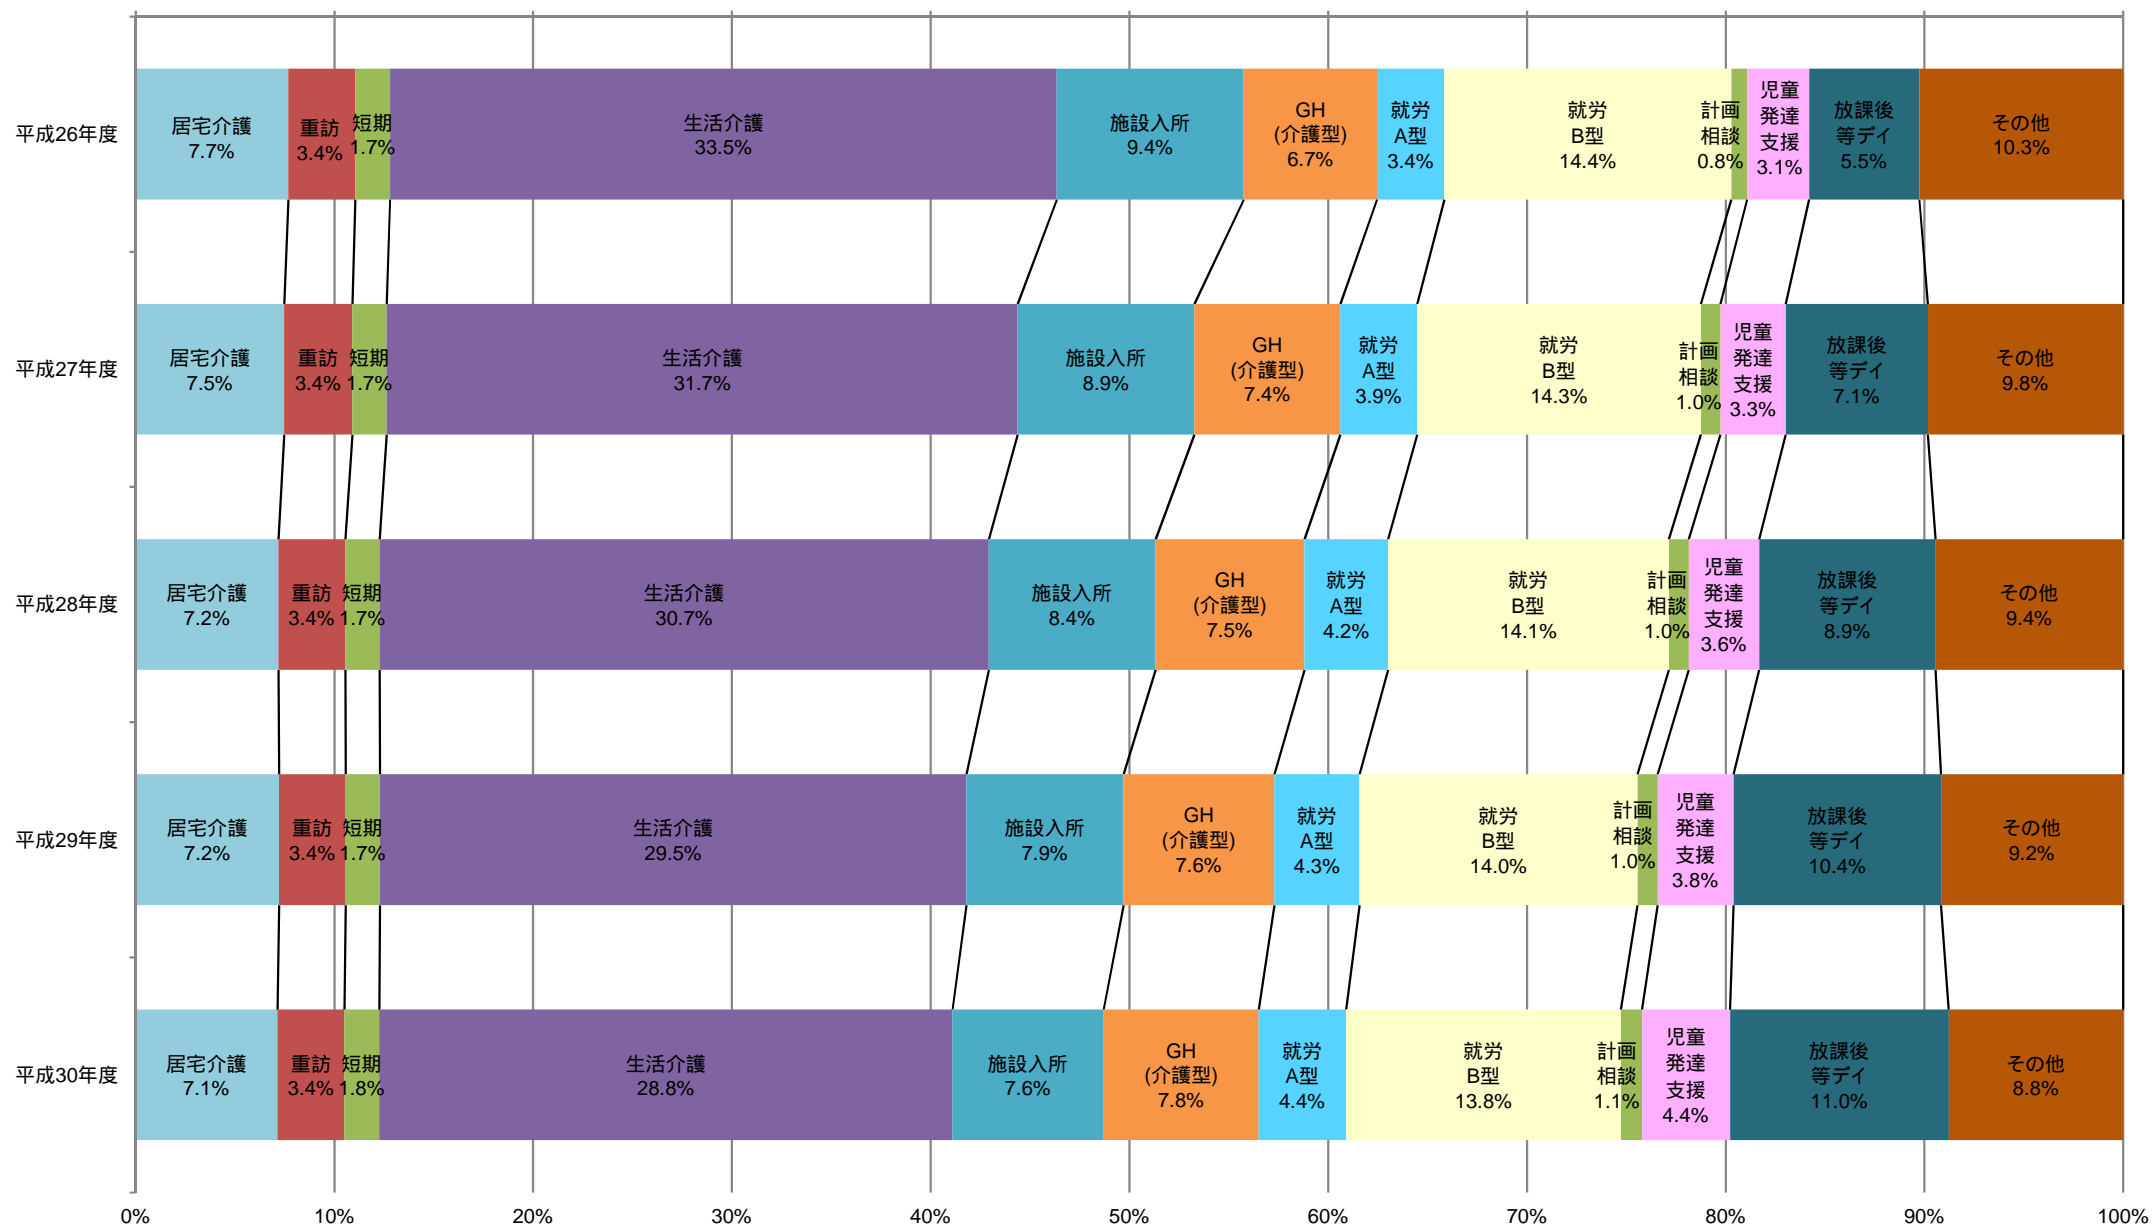 平成26年度
居宅介護
7.7%
重訪
3.4%
短期
1.7%
生活介護
33.5%
施設入所
9.4%
GH
(介護型)
6.7%
就労
A型
3.4%
就労
B型
14.4%
計画
相談
0.8%
児童
発達
支援
3.1%
放課後
等デイ
5.5%
その他
10.3%
平成27年度
居宅介護
7.5%
重訪
3.4%
短期
1.7%
生活介護
31.7%
施設入所
8.9%
GH
(介護型)
7.4%
就労
A型
3.9%
就労
B型
14.3%
計画
相談
1.0%
児童
発達
支援
3.3%
放課後
等デイ
7.1%
その他
9.8%
平成28年度
居宅介護
7.2%
重訪
3.4%
短期
1.7%
生活介護
30.7%
施設入所
8.4%
GH
(介護型)
7.5%
就労
A型
4.2%
就労
B型
14.1%
計画
相談
1.0%
児童
発達
支援
3.6%
放課後
等デイ
8.9%
その他
9.4%
平成29年度
居宅介護
7.2%
重訪
3.4%
短期
1.7%
生活介護
29.5%
施設入所
7.9%
GH
(介護型)
7.6%
就労
A型
4.3%
就労
B型
14.0%
計画
相談
1.0%
児童
発達
支援
3.8%
放課後
等デイ
10.4%
その他
9.2%
平成30年度
居宅介護
7.1%
重訪
3.4%
短期
1.8%
生活介護
28.8%
施設入所
7.6%
GH
(介護型)
7.8%
就労
A型
4.4%
就労
B型
13.8%
計画
相談
1.1%
児童
発達
支援
4.4%
放課後
等デイ
11.0%
その他
8.8%
0% 10% 20% 30% 40% 50% 60% 70% 80% 90% 100%